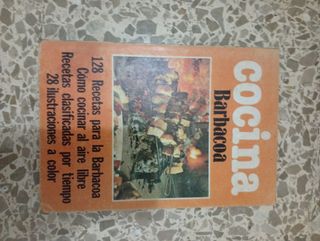 cocina
Barbacoa
128 Recetas para la Barbacoa
Cómo cocinar al aire libre
Recetas clasificadas por tiempo
28 ilustraciones a color